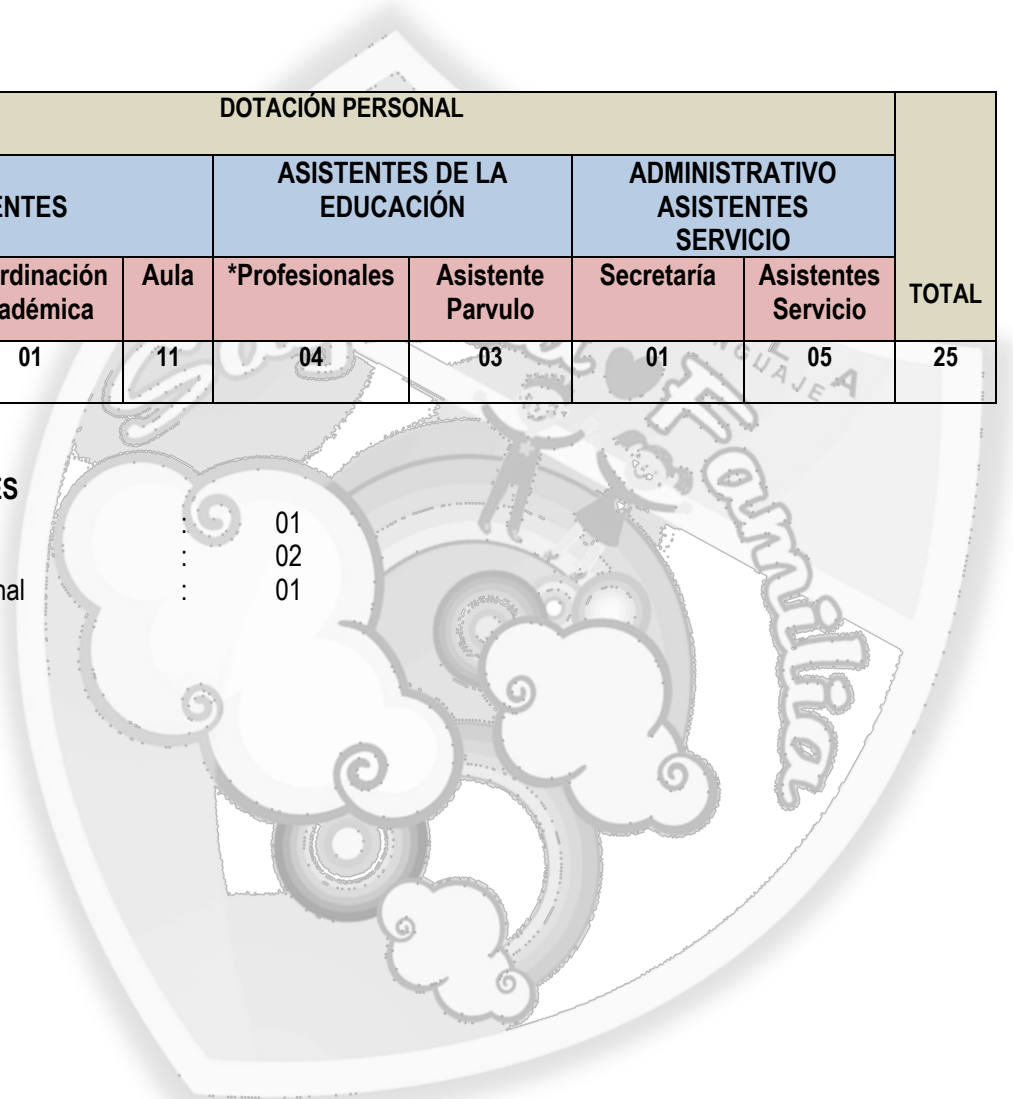 DOTACIÓN PERSONAL
ENTES
ASISTENTES DE LA
EDUCACIÓN
ADMINISTRATIVO
ASISTENTES
SERVICIO
TOTAL
rdinación
adémica
Aula
*Profesionales
Asistente
Parvulo
Secretaría
Asistentes
Servicio
01
11
04
03
01
05
25
ES
: 01
: 02
nal : 01
Familia